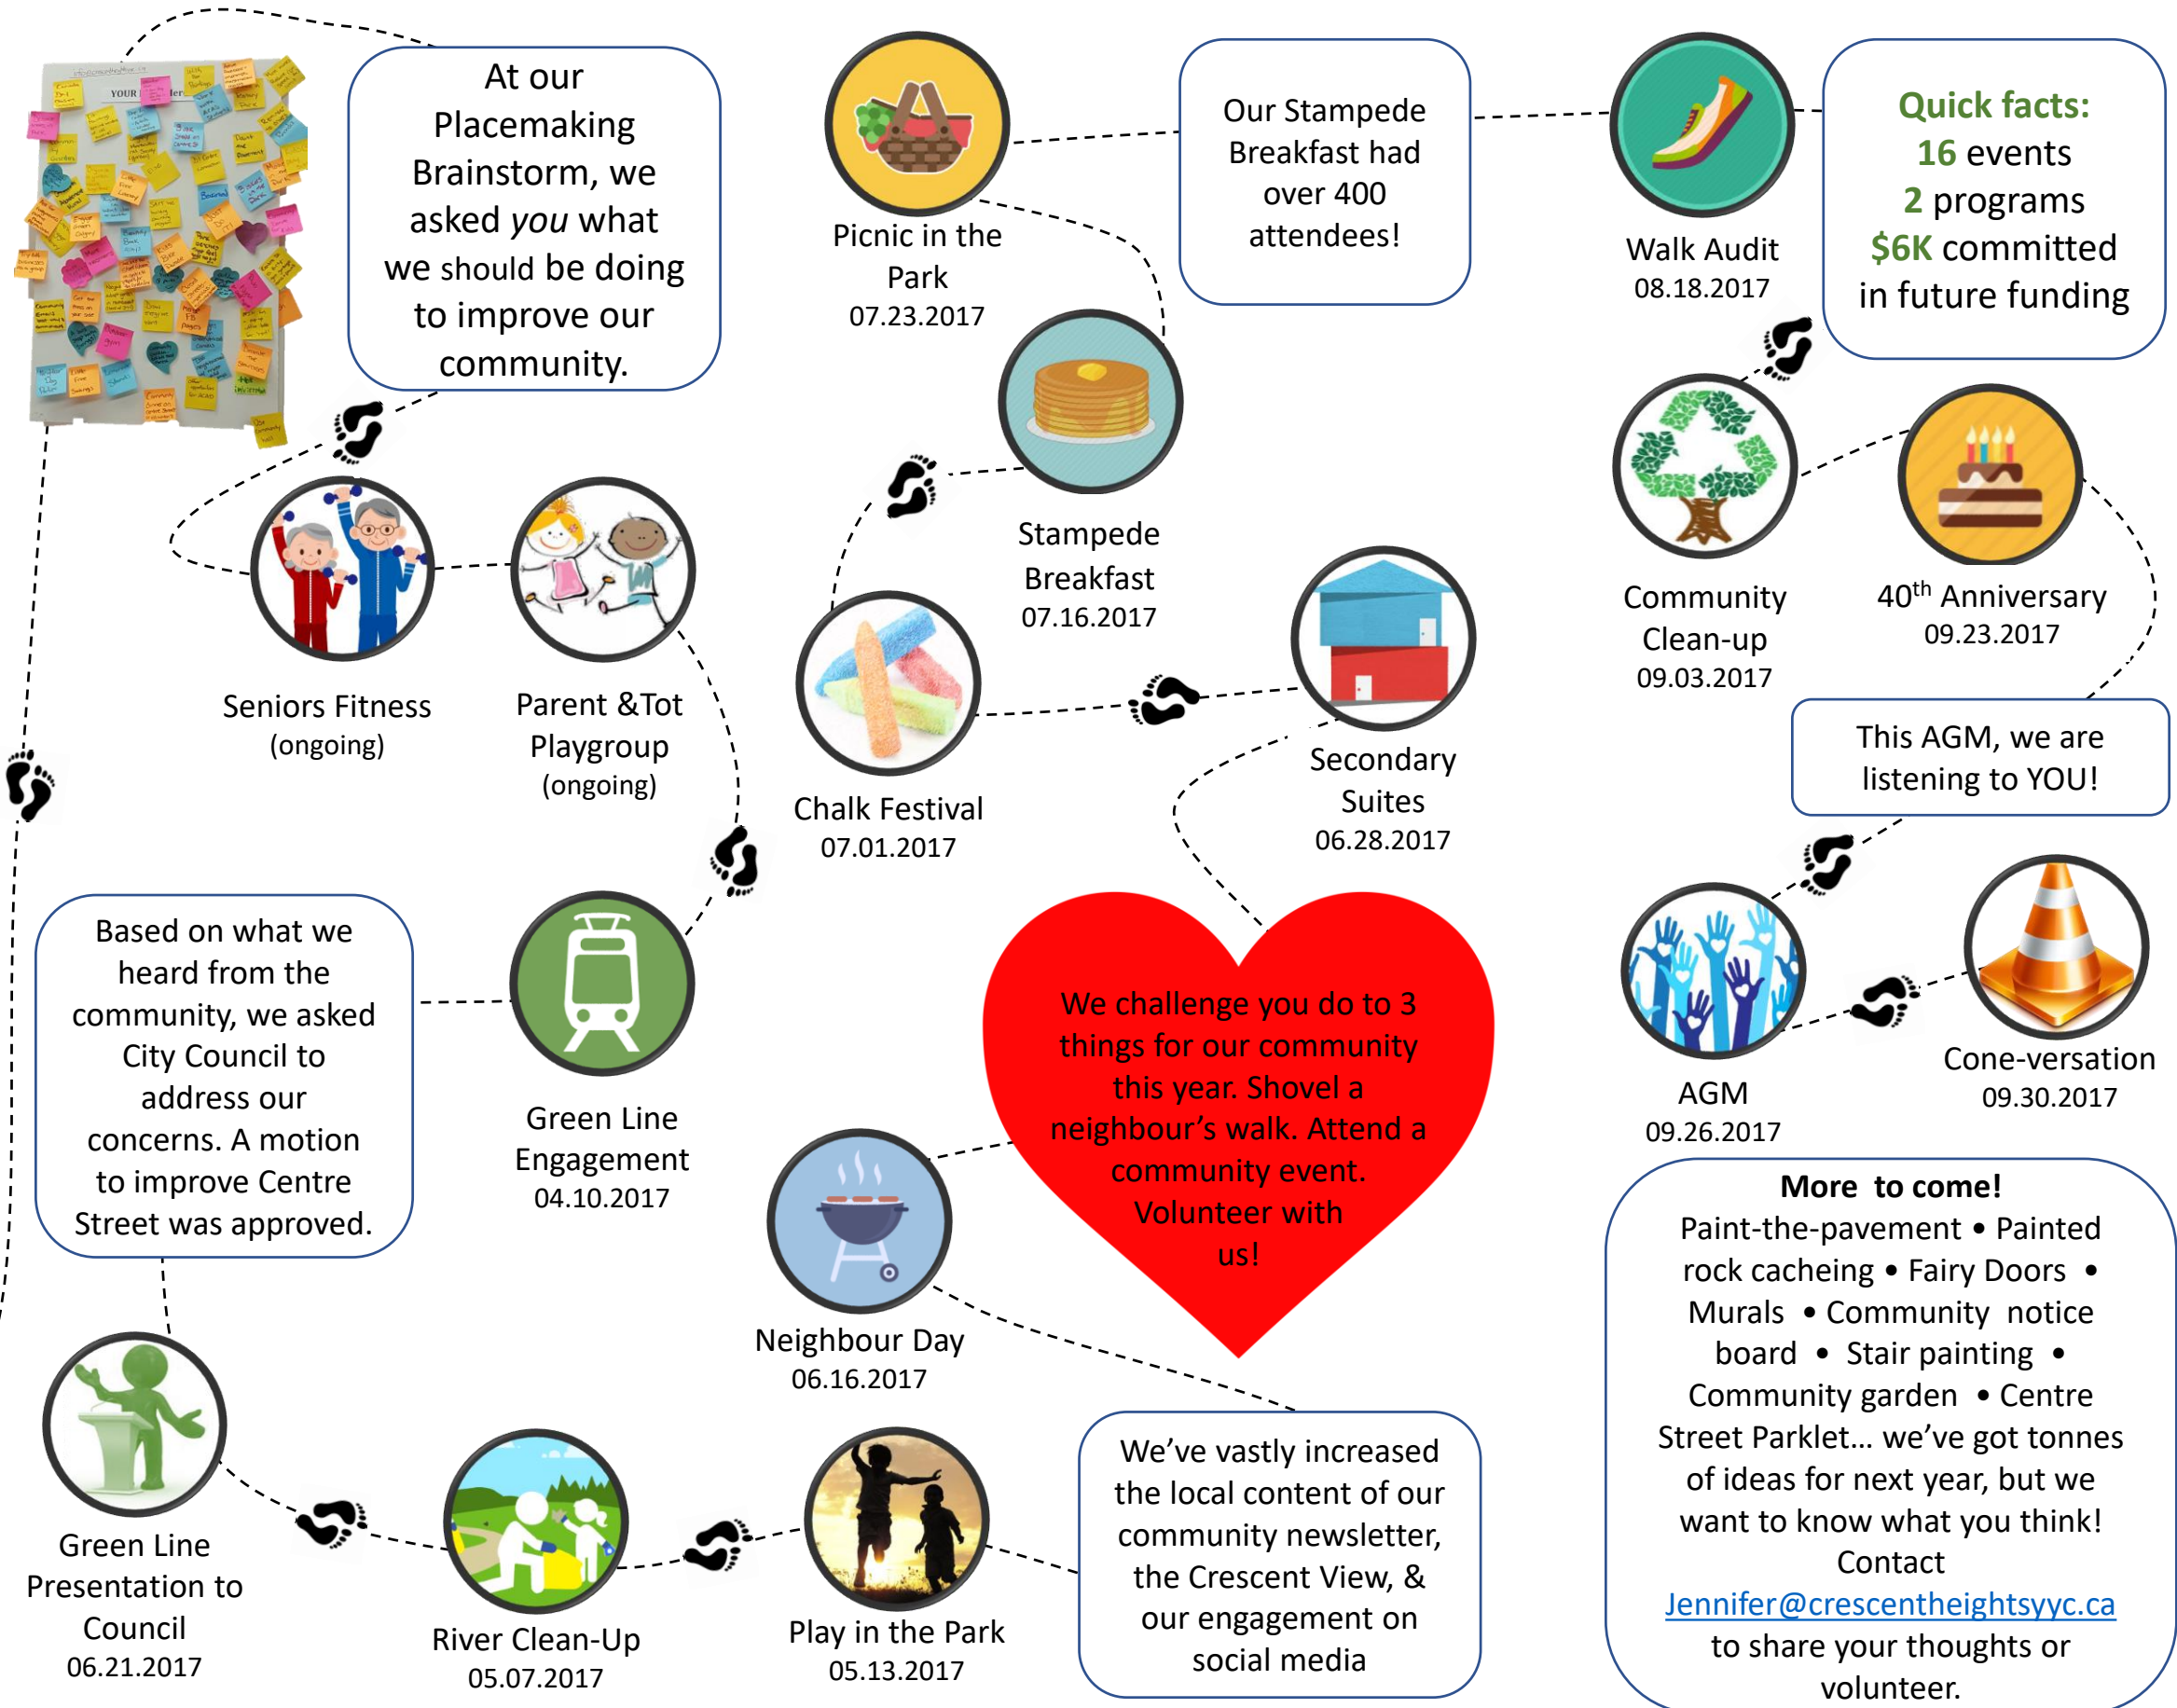 YOUR
At our
Placemaking
Brainstorm, we
asked you what
we should be doing
to improve our
community.
Seniors Fitness
(ongoing)
Parent &Tot
Playgroup
(ongoing)
Based on what we
heard from the
community, we asked
City Council to
address our
concerns. A motion
to improve Centre
Street was approved.
Green Line
Engagement
04.10.2017
Green Line
Presentation to
Council
06.21.2017
River Clean-Up
05.07.2017
Play in the Park
05.13.2017
We’ve vastly increased
the local content of our
community newsletter,
the Crescent View, &
our engagement on
social media
Neighbour Day
06.16.2017
We challenge you do to 3
things for our community
this year. Shovel a
neighbour’s walk. Attend a
community event.
Volunteer with
us!
Secondary
Suites
06.28.2017
Chalk Festival
07.01.2017
Stampede
Breakfast
07.16.2017
Picnic in the
Park
07.23.2017
Our Stampede
Breakfast had
over 400
attendees!
Walk Audit
08.18.2017
Quick facts:
16 events
2 programs
$6K committed
in future funding
Community
Clean-up
09.03.2017
40th Anniversary
09.23.2017
This AGM, we are
listening to YOU!
AGM
09.26.2017
Cone-versation
09.30.2017
More to come!
Paint-the-pavement • Painted
rock cacheing • Fairy Doors •
Murals • Community notice
board • Stair painting •
Community garden • Centre
Street Parklet... we’ve got tonnes
of ideas for next year, but we
want to know what you think!
Contact
Jennifer@crescentheightsyyc.ca
to share your thoughts or
volunteer.